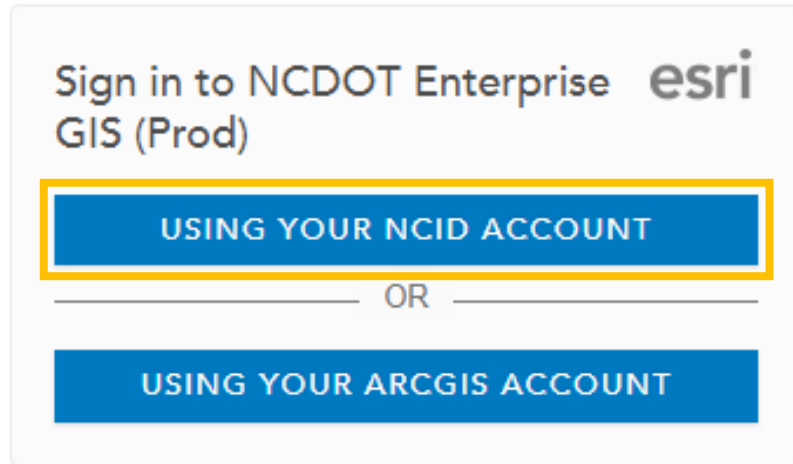 Sign in to NCDOT Enterprise esri
GIS (Prod)
USING YOUR NCID ACCOUNT
OR
USING YOUR ARCGIS ACCOUNT